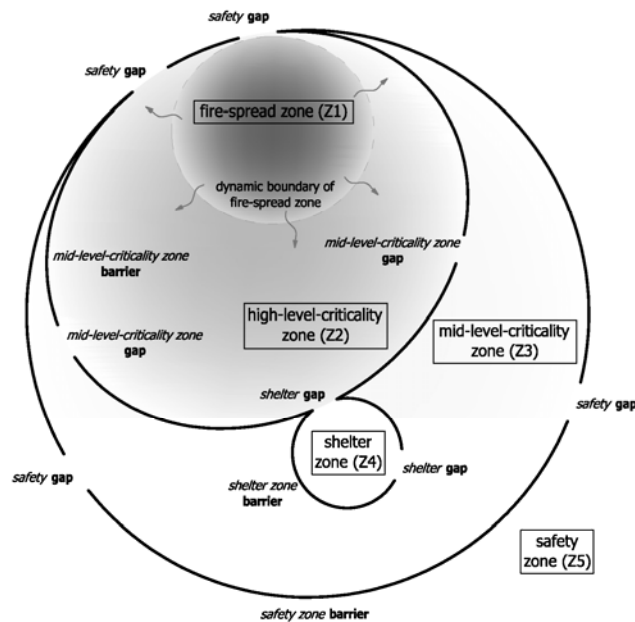 safety gap
safety gap
fire-spread zone (Z1)
dynamic boundary of
fire-spread zone
mid-level-criticality zone
barrier
mid-level-criticality zone
gap
high-level-criticality
zone (Z2)
mid-level-criticality zone
gap
mid-level-criticality
zone (Z3)
shelter gap
safety gap
shelter
zone (Z4)
shelter gap
safety gap
shelter zone
barrier
safety
zone (Z5)
safety zone barrier